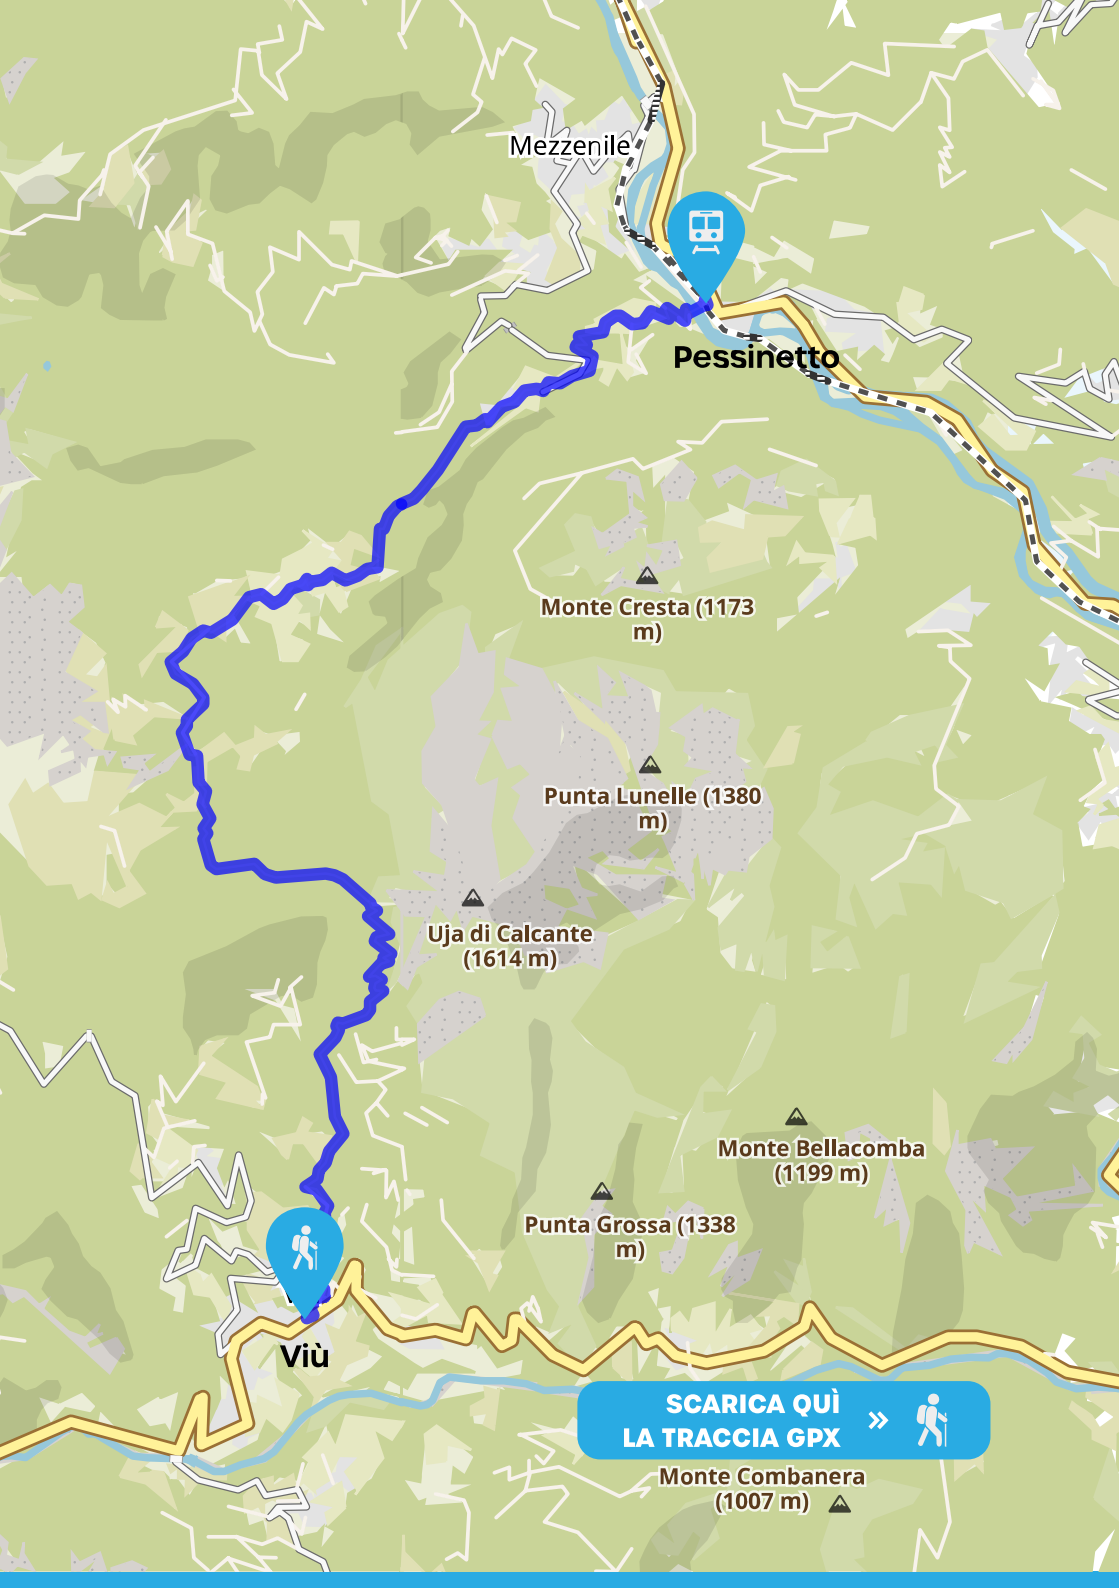 Mezzenile
Pessinetto
Monte Cresta (1173
m)
Punta Lunelle (1380
m)
Uja di Calcante
(1614 m)
Monte Bellacomba
(1199 m)
Punta Grossa (1338
m)
Viù
SCARICA QUÌ
LA TRACCIA GPX »
Monte Combanera
(1007 m)